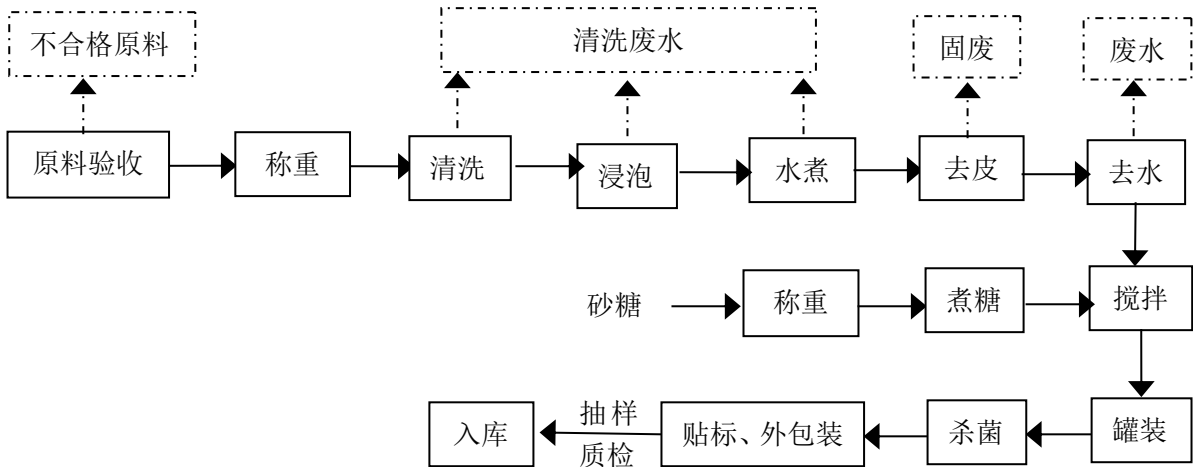 不合格原料
清洗废水
固废
废水
原料验收
称重
清洗
浸泡
水煮
去皮
去水
砂糖
称重
煮糖
搅拌
入库
抽样
质检
贴标、外包装
杀菌
罐装